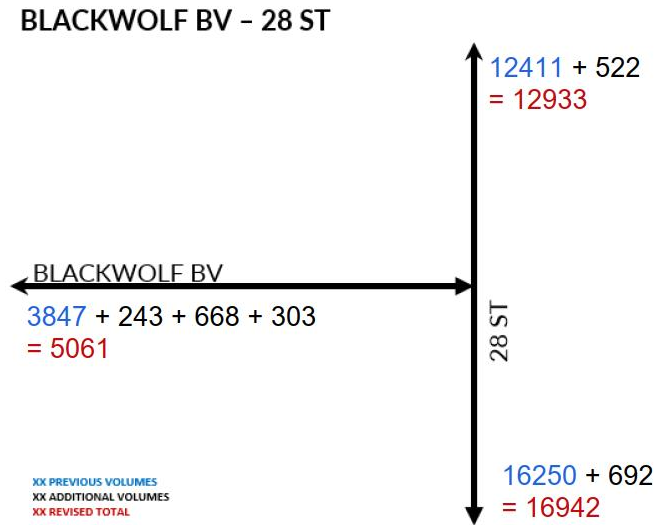 BLACKWOLF BV – 28 ST
12411 + 522
= 12933
BLACKWOLF BV
3847 + 243 + 668 + 303
= 5061
28 ST
16250 + 692
= 16942
XX PREVIOUS VOLUMES
XX ADDITIONAL VOLUMES
XX REVISED TOTAL